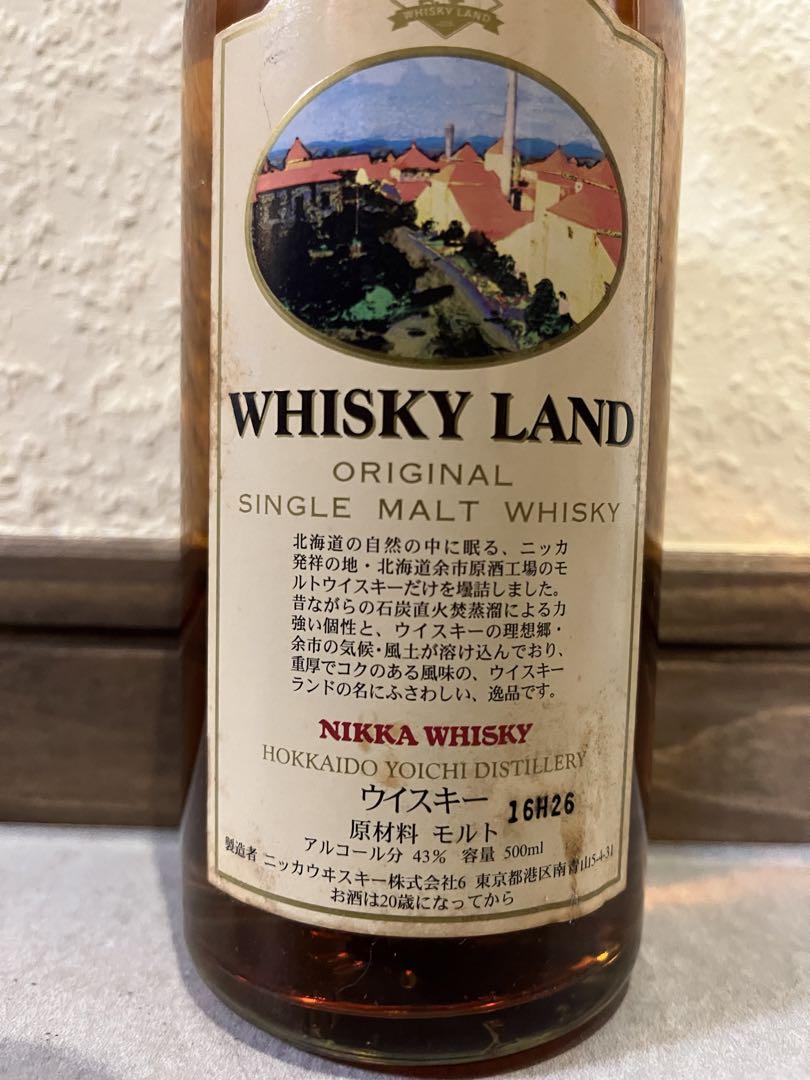 WHISKY LAND
WHISKY LAND
ORIGINAL
SINGLE MALT WHISKY
北海道の自然の中に眠る、ニッカ
発祥の地・北海道余市原酒工場のモ
ルトウイスキーだけを壜詰しました。
昔ながらの石炭直火焚蒸溜による力
強い個性と、ウイスキーの理想郷・
余市の気候・風土が溶け込んでおり、
重厚でコクのある風味の、ウイスキー
ランドの名にふさわしい、逸品です。
NIKKA WHISKY
HOKKAIDO YOICHI DISTILLERY
ウイスキー 16H26
原材料 モルト
アルコール分 43% 容量 500ml
製造者 ニッカウヰスキー株式会社6 東京都港区南青山5-4-31
お酒は20歳になってから